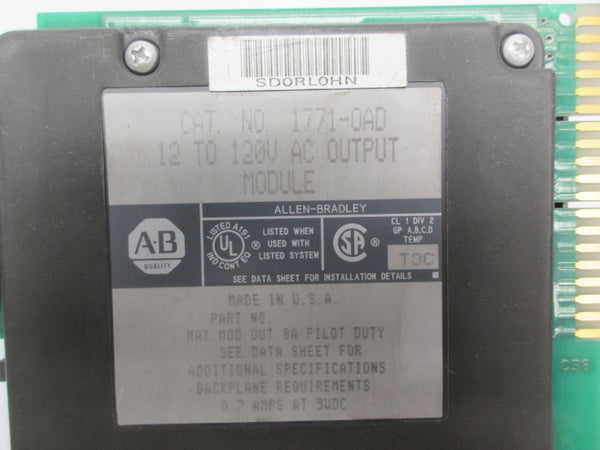 SDORLOHN
CAT. NO. 1771-OAD
12 TO 120V AC OUTPUT
MODULE
ALLEN-BRADLEY
A-B
QUALITY
LISTED A191
UL
IND CONT EQ
®
LISTED WHEN
USED WITH
LISTED SYSTEM
SA
®
CL 1 DIV 2
GP A,B,C,D
TEMP
T3C
SEE DATA SHEET FOR INSTALLATION DETAILS
MADE IN U.S.A.
PART NO.
MAX MOD OUT 8A PILOT DUTY
SEE DATA SHEET FOR
ADDITIONAL SPECIFICATIONS
BACKPLANE REQUIREMENTS
0.7 AMPS AT 5VDC